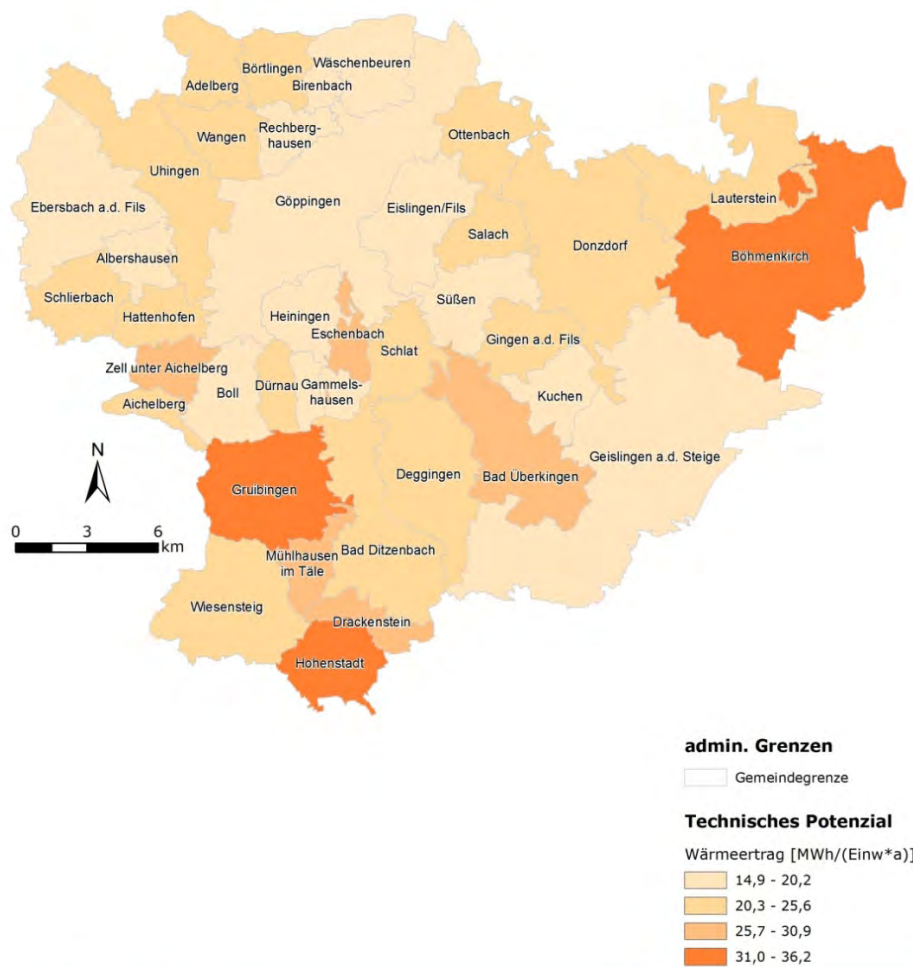 Wäschenbeuren
Börtlingen
Adelberg
Birenbach
Rechberg-
hausen
Wangen
Ottenbach
Uhingen
Lauterstein
Göppingen
Eislingen/Fils
Ebersbach a.d. Fils
Salach
Donzdorf
Böhmenkirch
Albershausen
Schlierbach
Süßen
Hattenhofen
Heiningen
Eschenbach
Gingen a.d. Fils
Schlat
Zell unter Aichelberg
Boll
Dürnau
Gammels-
hausen
Kuchen
Aichelberg
Geislingen a.d. Steige
N
Deggingen
Bad Überkingen
Gruibingen
0 3 6
km
Mühlhausen
im Täle
Bad Ditzenbach
Wiesensteig
Drackenstein
Hohenstadt
admin. Grenzen
Gemeindegrenze
Technisches Potenzial
Wärmeertrag [MWh/(Einw*a)]
14,9 - 20,2
20,3 - 25,6
25,7 - 30,9
31,0 - 36,2